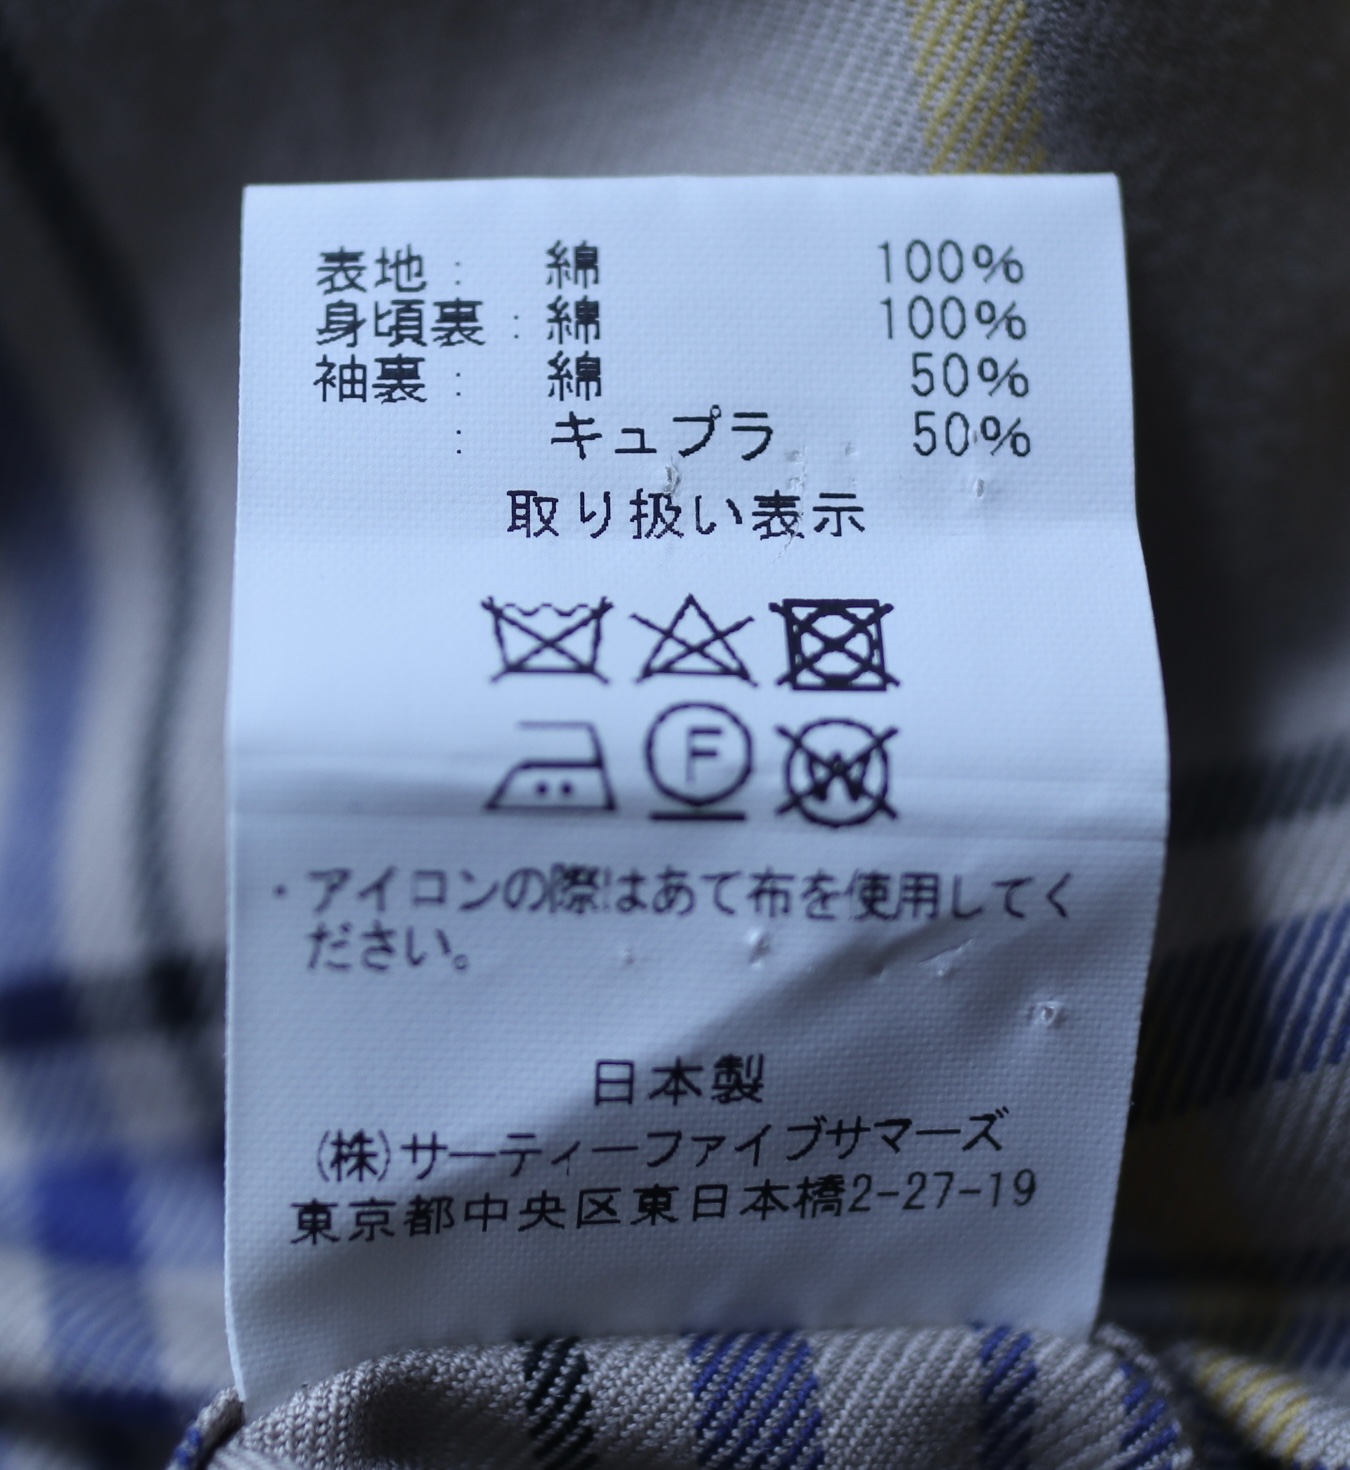 表地： 綿 100%
身頃裏：綿 100%
袖裏： 綿 50%
： キュプラ 50%
取り扱い表示
F W
・アイロンの際はあて布を使用してく
ださい。
日本製
(株)サーティーファイブサマーズ
東京都中央区東日本橋2-27-19